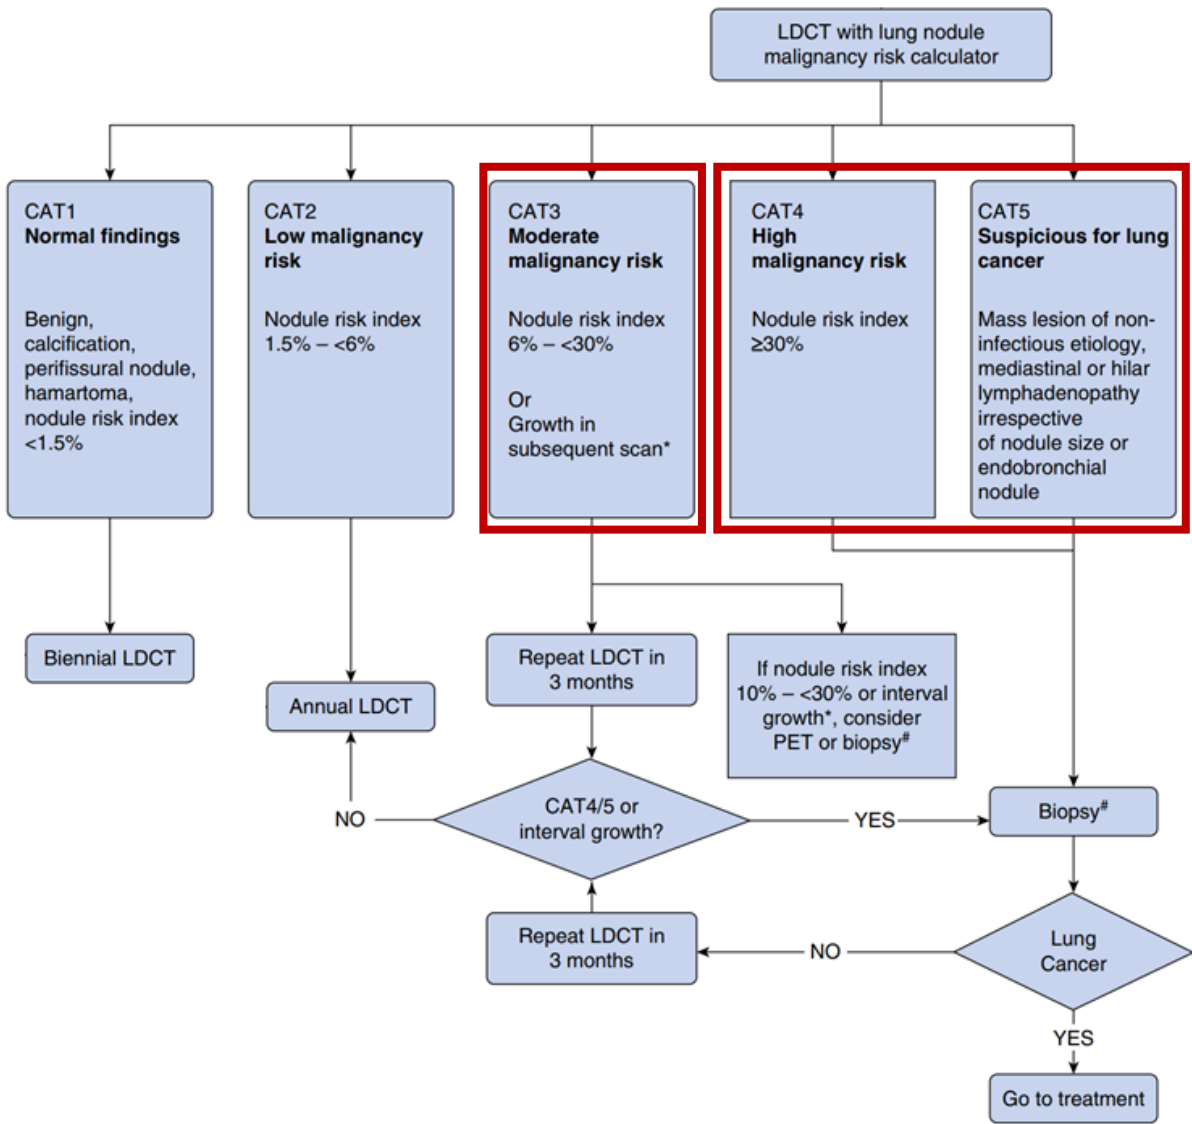 LDCT with lung nodule
malignancy risk calculator
CAT1
Normal findings
Benign,
calcification,
perifissural nodule,
hamartoma,
nodule risk index
<1.5%
CAT2
Low malignancy
risk
Nodule risk index
1.5% – <6%
CAT3
Moderate
malignancy risk
Nodule risk index
6% – <30%
Or
Growth in
subsequent scan*
CAT4
High
malignancy risk
Nodule risk index
≥30%
CAT5
Suspicious for lung
cancer
Mass lesion of non-
infectious etiology,
mediastinal or hilar
lymphadenopathy
irrespective
of nodule size or
endobronchial
nodule
Biennial LDCT
Annual LDCT
Repeat LDCT in
3 months
If nodule risk index
10% – <30% or interval
growth*, consider
PET or biopsy#
CAT4/5 or
interval growth?
NO
YES
Biopsy#
Repeat LDCT in
3 months
NO
Lung
Cancer
YES
Go to treatment